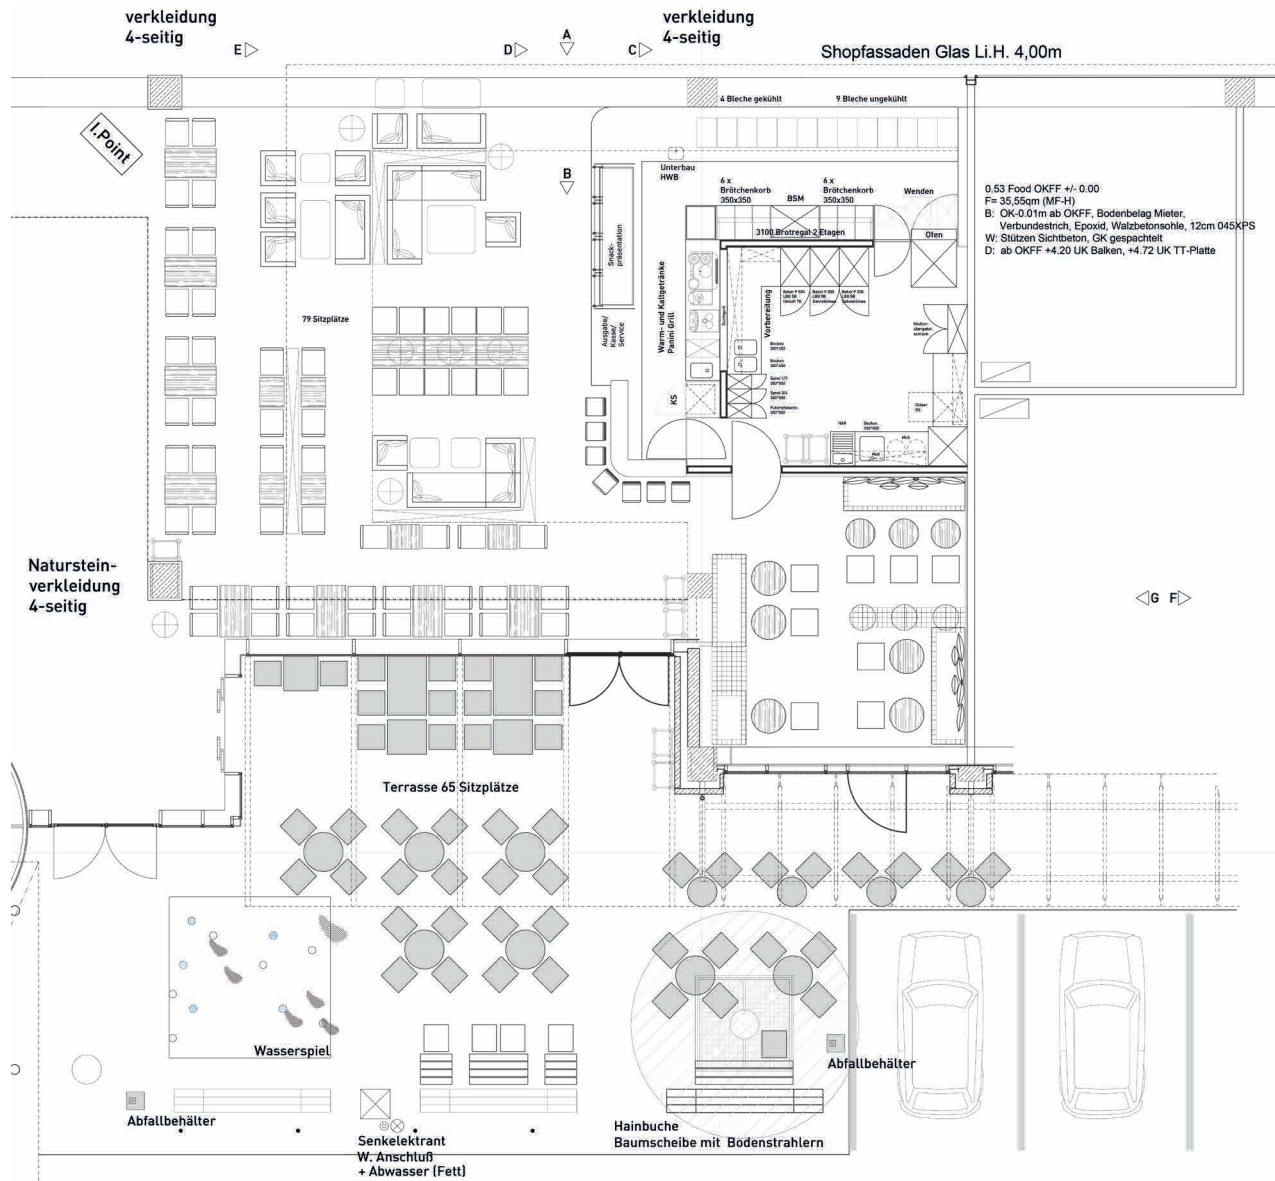 verkleidung
4-seitig
verkleidung
4-seitig
E
D
A
C
Shopfassaden Glas Li.H. 4,00m
4 Bleche gekühlt
9 Bleche ungekühlt
I.Point
B
Unterbau
HWB
6 x
Brötchenkorb
350x350
BSM
6 x
Brötchenkorb
350x350
Wenden
3100 Brotregal-2 Etagen
Ofen
0.53 Food OKFF +/- 0.00
F= 35,55qm (MF-H)
B: OK-0.01m ab OKFF, Bodenbelag Mieter,
Verbundestrich, Epoxid, Walzbetonsohle, 12cm 045XPS
W: Stützen Sichtbeton, GK gespachtelt
D: ab OKFF +4.20 UK Balken, +4.72 UK TT-Platte
Snack-
präsentation
Warm- und Kaltgetränke
Panini Grill
Vorbereitung
Ausgabe/
Kasse/
Service
79 Sitzplätze
KS
Naturstein-
verkleidung
4-seitig
G F
Terrasse 65 Sitzplätze
Wasserspiel
Abfallbehälter
Abfallbehälter
Senkelektrant
W. Anschluß
+ Abwasser (Fett)
Hainbuche
Baumscheibe mit Bodenstrahlern